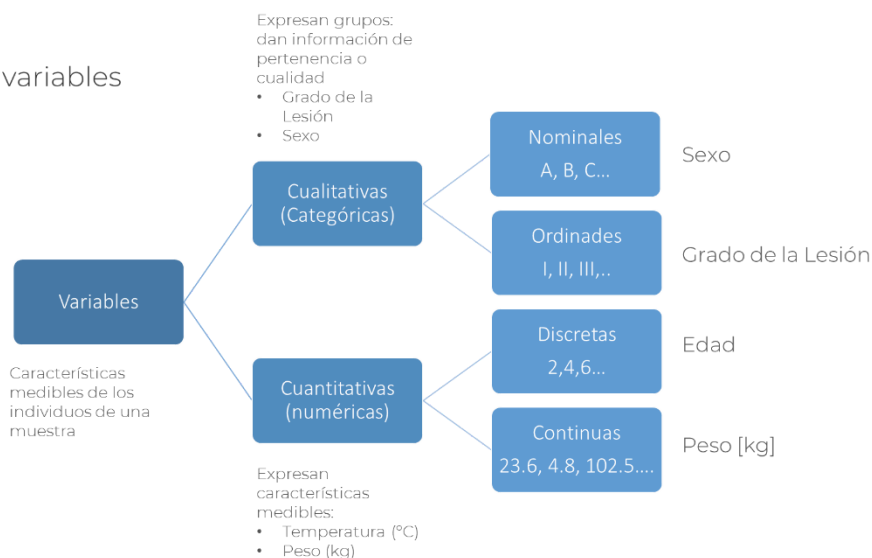 variables
Expresan grupos:
dan información de
pertenencia o
cualidad
• Grado de la
Lesión
• Sexo
Variables
Características
medibles de los
individuos de una
muestra
Cualitativas
(Categóricas)
Nominales
A, B, C...
Sexo
Ordinades
I, II, III,..
Grado de la Lesión
Cuantitativas
(numéricas)
Expresan
características
medibles:
• Temperatura (ºC)
• Peso (kg)
Discretas
2,4,6...
Edad
Continuas
23.6, 4.8, 102.5....
Peso [kg]